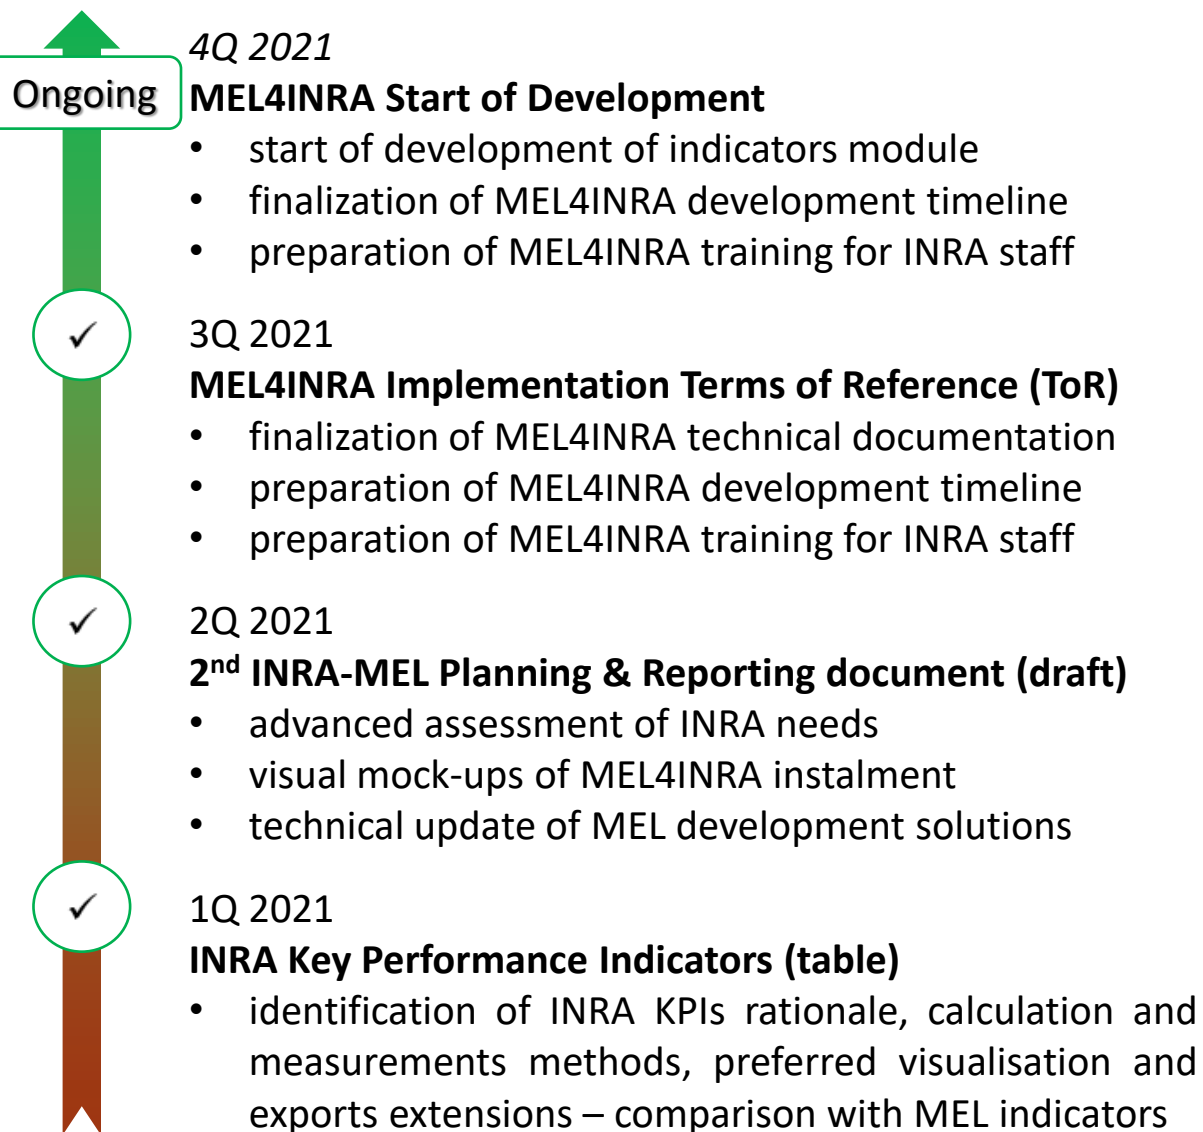 4Q 2021
Ongoing
MEL4INRA Start of Development
• start of development of indicators module
• finalization of MEL4INRA development timeline
• preparation of MEL4INRA training for INRA staff
✓
3Q 2021
MEL4INRA Implementation Terms of Reference (ToR)
• finalization of MEL4INRA technical documentation
• preparation of MEL4INRA development timeline
• preparation of MEL4INRA training for INRA staff
✓
2Q 2021
2nd INRA-MEL Planning & Reporting document (draft)
• advanced assessment of INRA needs
• visual mock-ups of MEL4INRA instalment
• technical update of MEL development solutions
✓
1Q 2021
INRA Key Performance Indicators (table)
• identification of INRA KPIs rationale, calculation and
measurements methods, preferred visualisation and
exports extensions – comparison with MEL indicators